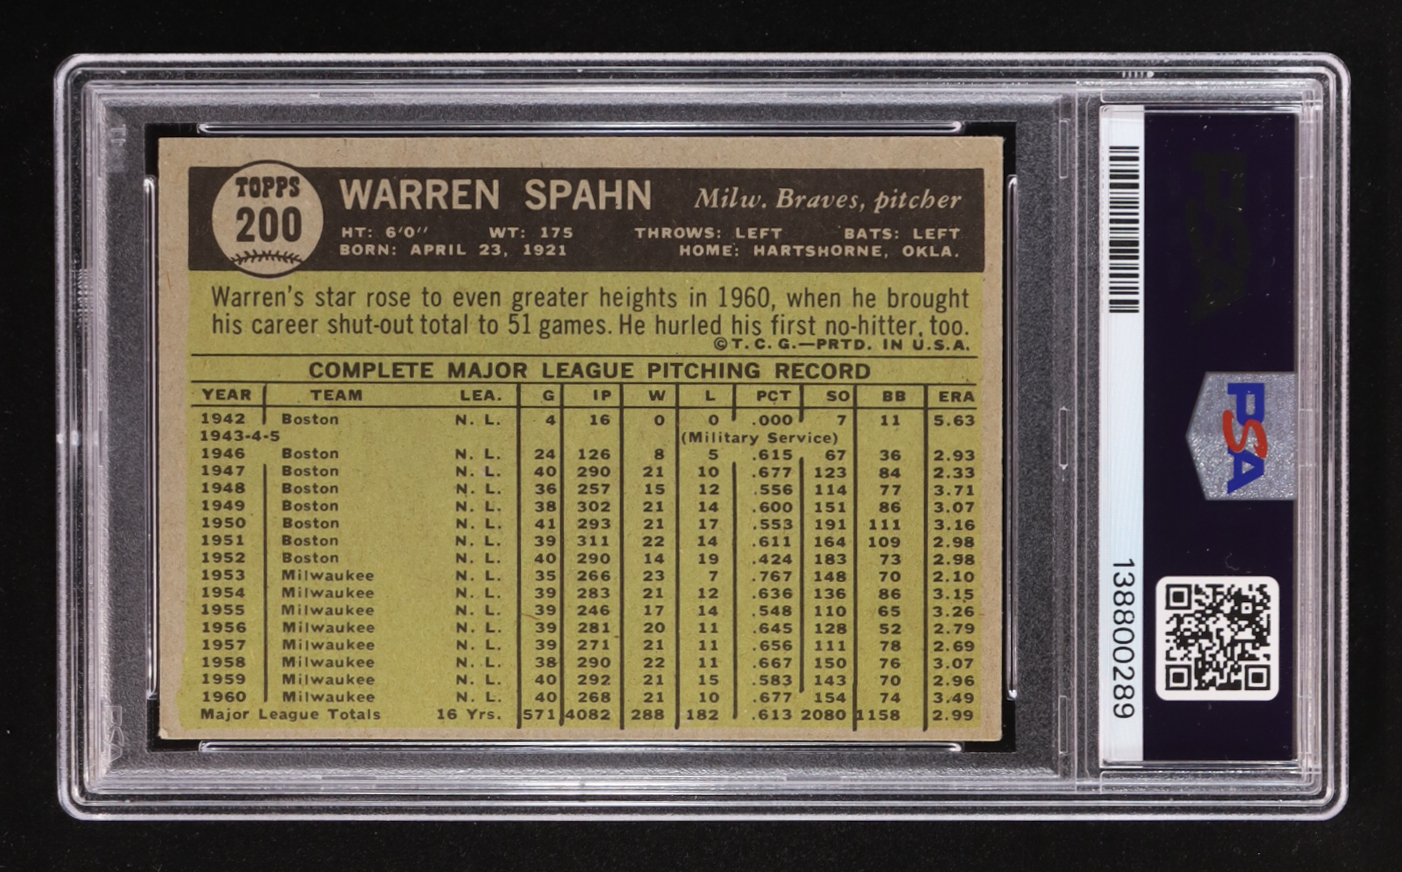 TOPPS
200
WARREN SPAHN Milw. Braves, pitcher
HT: 6'0" WT: 175 THROWS: LEFT BATS: LEFT
BORN: APRIL 23, 1921 HOME: HARTSHORNE, OKLA.
Warren's star rose to even greater heights in 1960, when he brought
his career shut-out total to 51 games. He hurled his first no-hitter, too.
©T. C. G.—PRTD. IN U.S.A.
COMPLETE MAJOR LEAGUE PITCHING RECORD
YEAR TEAM LEA. G IP W L PCT SO BB ERA
1942 Boston N. L. 4 16 0 0 .000 7 11 5.63
1943-4-5 (Military Service)
1946 Boston N. L. 24 126 8 5 .615 67 36 2.93
1947 Boston N. L. 40 290 21 10 .677 123 84 2.33
1948 Boston N. L. 36 257 15 12 .556 114 77 3.71
1949 Boston N. L. 38 302 21 14 .600 151 86 3.07
1950 Boston N. L. 41 293 21 17 .553 191 111 3.16
1951 Boston N. L. 39 311 22 14 .611 164 109 2.98
1952 Boston N. L. 40 290 14 19 .424 183 73 2.98
1953 Milwaukee N. L. 35 266 23 7 .767 148 70 2.10
1954 Milwaukee N. L. 39 283 21 12 .636 136 86 3.15
1955 Milwaukee N. L. 39 246 17 14 .548 110 65 3.26
1956 Milwaukee N. L. 39 281 20 11 .645 128 52 2.79
1957 Milwaukee N. L. 39 271 21 11 .656 111 78 2.69
1958 Milwaukee N. L. 38 290 22 11 .667 150 76 3.07
1959 Milwaukee N. L. 40 292 21 15 .583 143 70 2.96
1960 Milwaukee N. L. 40 268 21 10 .677 154 74 3.49
Major League Totals 16 Yrs. 571 4082 288 182 .613 2080 1158 2.99
PSA
PSA
138800289